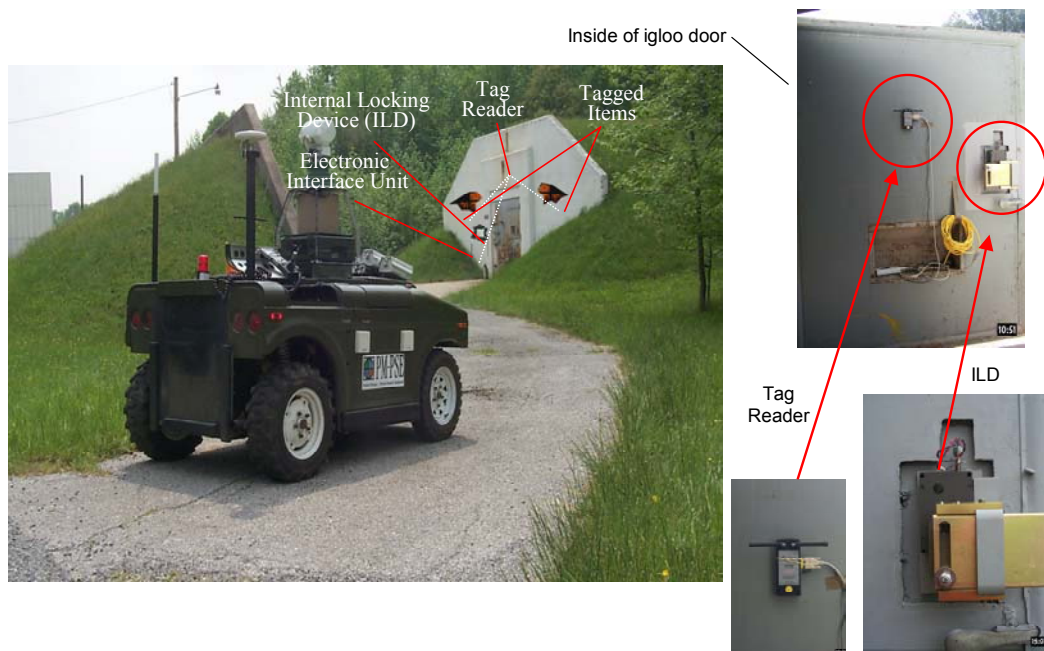 Inside of igloo door
Internal Locking
Device (ILD)
Tag
Reader
Tagged
Items
Electronic
Interface Unit
PM-PSE
10:51
Tag
Reader
ILD